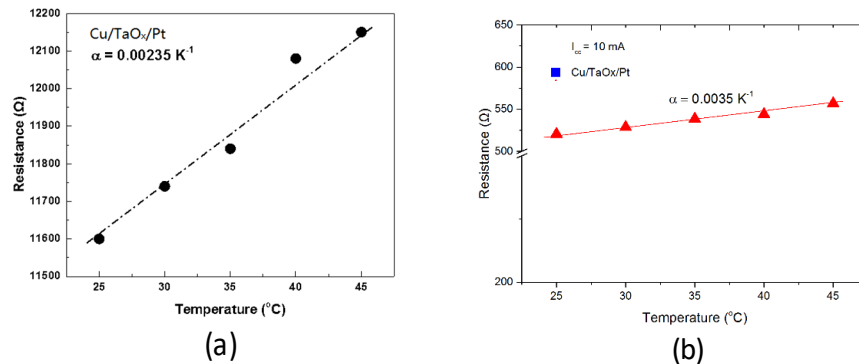 Cu/TaOx/Pt
α = 0.00235 K-1
12200
12100
12000
11900
11800
11700
11600
11500
25 30 35 40 45
Resistance (Ω)
Temperature (°C)
(a)
650
600
550
500
200
Icc = 10 mA
Cu/TaOx/Pt
α = 0.0035 K-1
25 30 35 40 45
Resistance (Ω)
Temperature (°C)
(b)